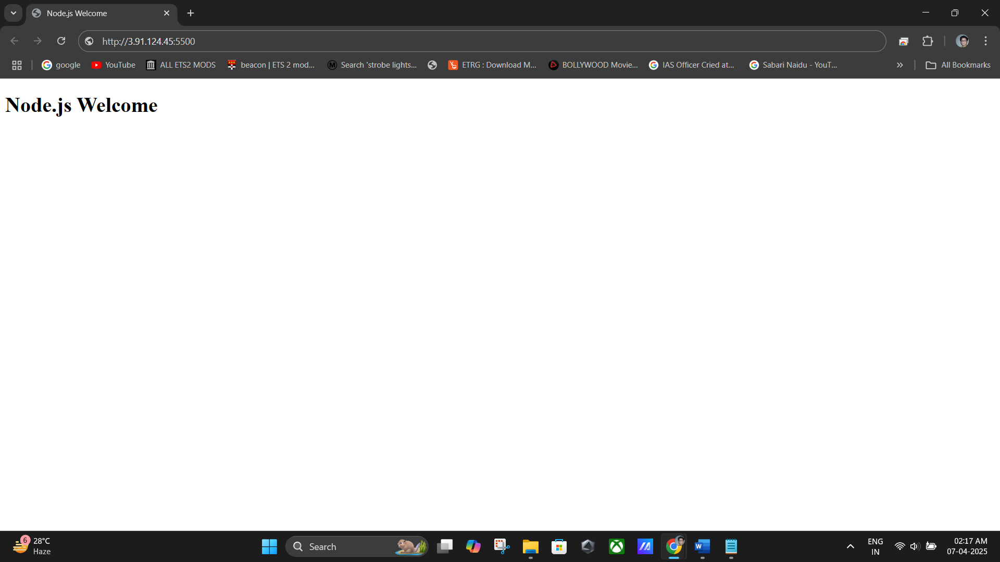 Node.js Welcome
http://3.91.124.45:5500
google
YouTube
ALL ETS2 MODS
beacon | ETS 2 mod...
Search 'strobe lights...
ETRG : Download M...
BOLLYWOOD Movie...
IAS Officer Cried at...
Sabari Naidu - YouT...
All Bookmarks
Node.js Welcome
6
28°C
Haze
Search
ENG
IN
02:17 AM
07-04-2025